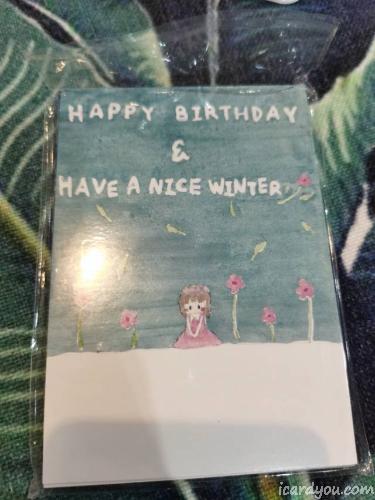 HAPPY BIRTHDAY
&
HAVE A NICE WINTER
icardyou.com